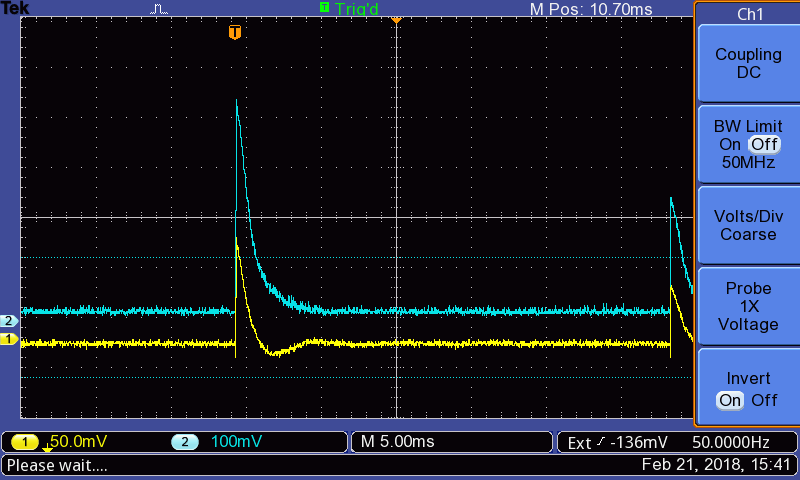 Tek T Trig'd M Pos: 10.70ms Ch1
T
Coupling
DC
BW Limit
On Off
50MHz
Volts/Div
Coarse
Probe
1X
Voltage
Invert
On Off
2
1
1 50.0mV 2 100mV M 5.00ms Ext -136mV 50.0000Hz
Please wait.... Feb 21, 2018, 15:41